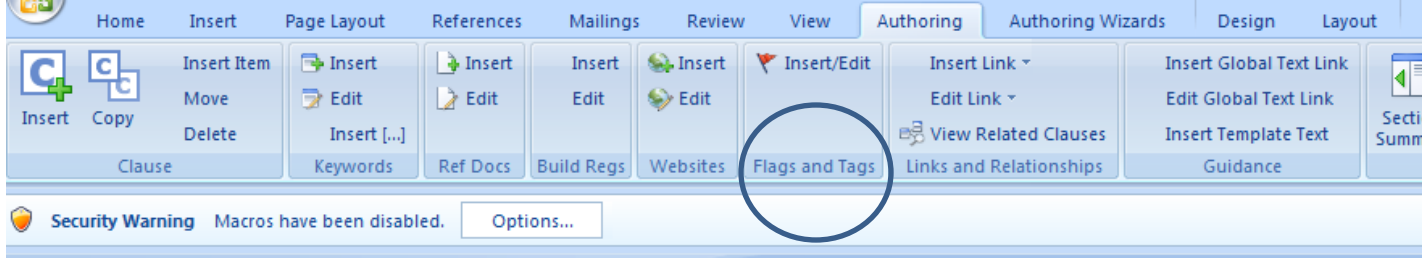 Home Insert Page Layout References Mailings Review View Authoring Authoring Wizards Design Layout
Insert Item Insert Insert Insert Insert Insert/Edit Insert Link Insert Global Text Link
Insert Copy Move Edit Edit Edit Edit Edit Link Edit Global Text Link
Delete Insert [...] View Related Clauses Insert Template Text
Clause Keywords Ref Docs Build Regs Websites Flags and Tags Links and Relationships Guidance
Security Warning Macros have been disabled. Options...